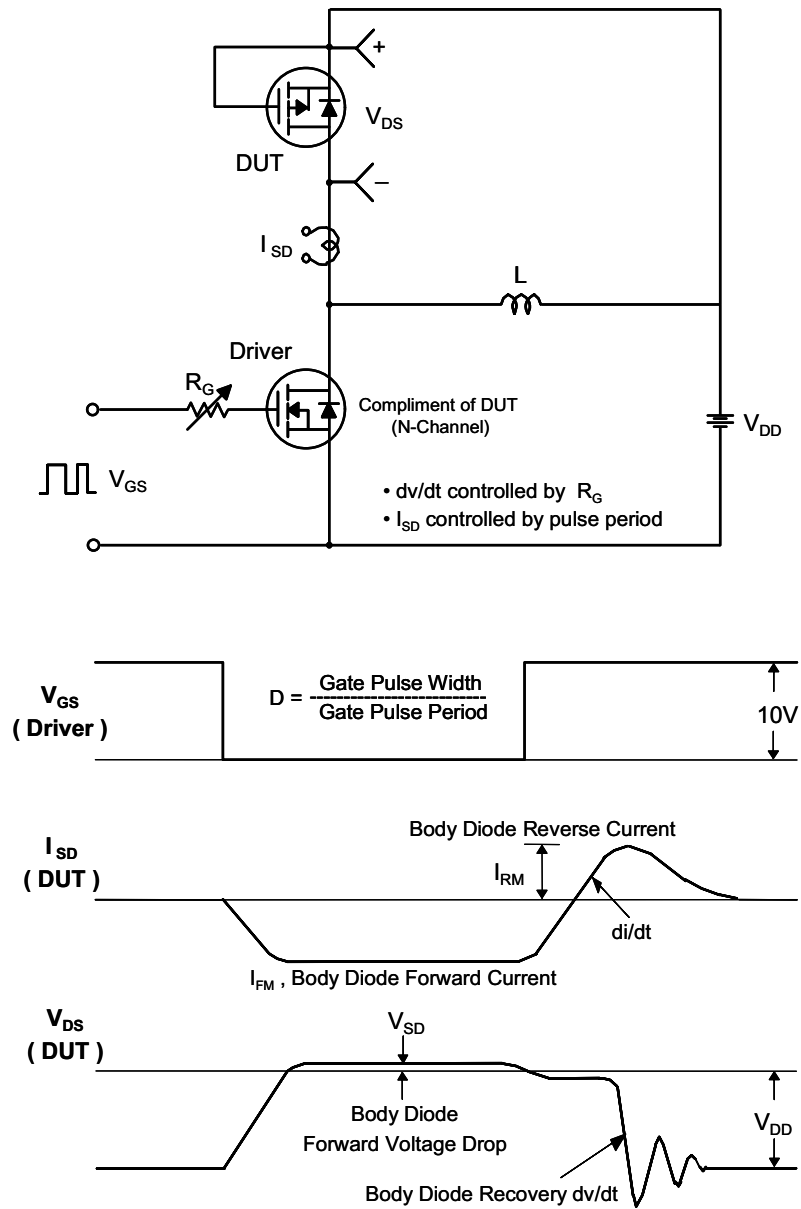 +
V_DS
DUT
–
I_SD
L
Driver
R_G
Compliment of DUT
(N-Channel)
V_DD
V_GS
• dv/dt controlled by R_G
• I_SD controlled by pulse period
V_GS
( Driver )
D = Gate Pulse Width
Gate Pulse Period
10V
Body Diode Reverse Current
I_SD
( DUT )
I_RM
di/dt
I_FM , Body Diode Forward Current
V_DS
( DUT )
V_SD
Body Diode
Forward Voltage Drop
V_DD
Body Diode Recovery dv/dt